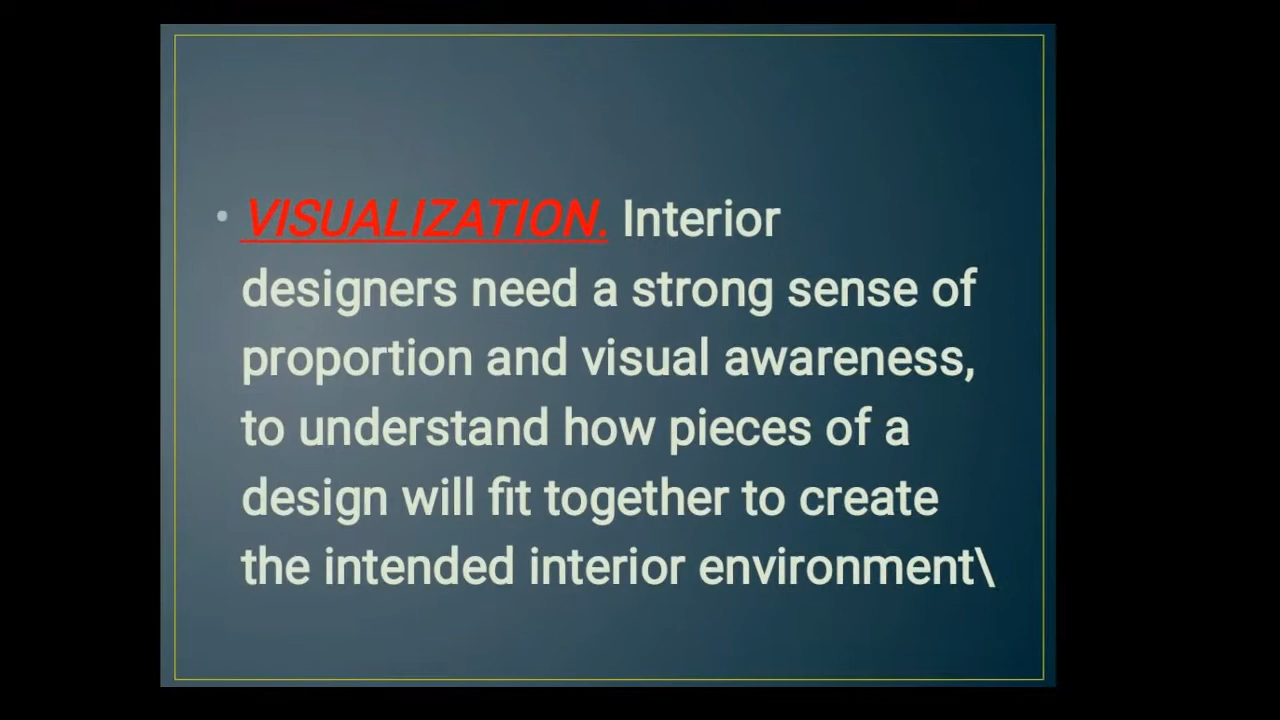 • VISUALIZATION. Interior
designers need a strong sense of
proportion and visual awareness,
to understand how pieces of a
design will fit together to create
the intended interior environment\